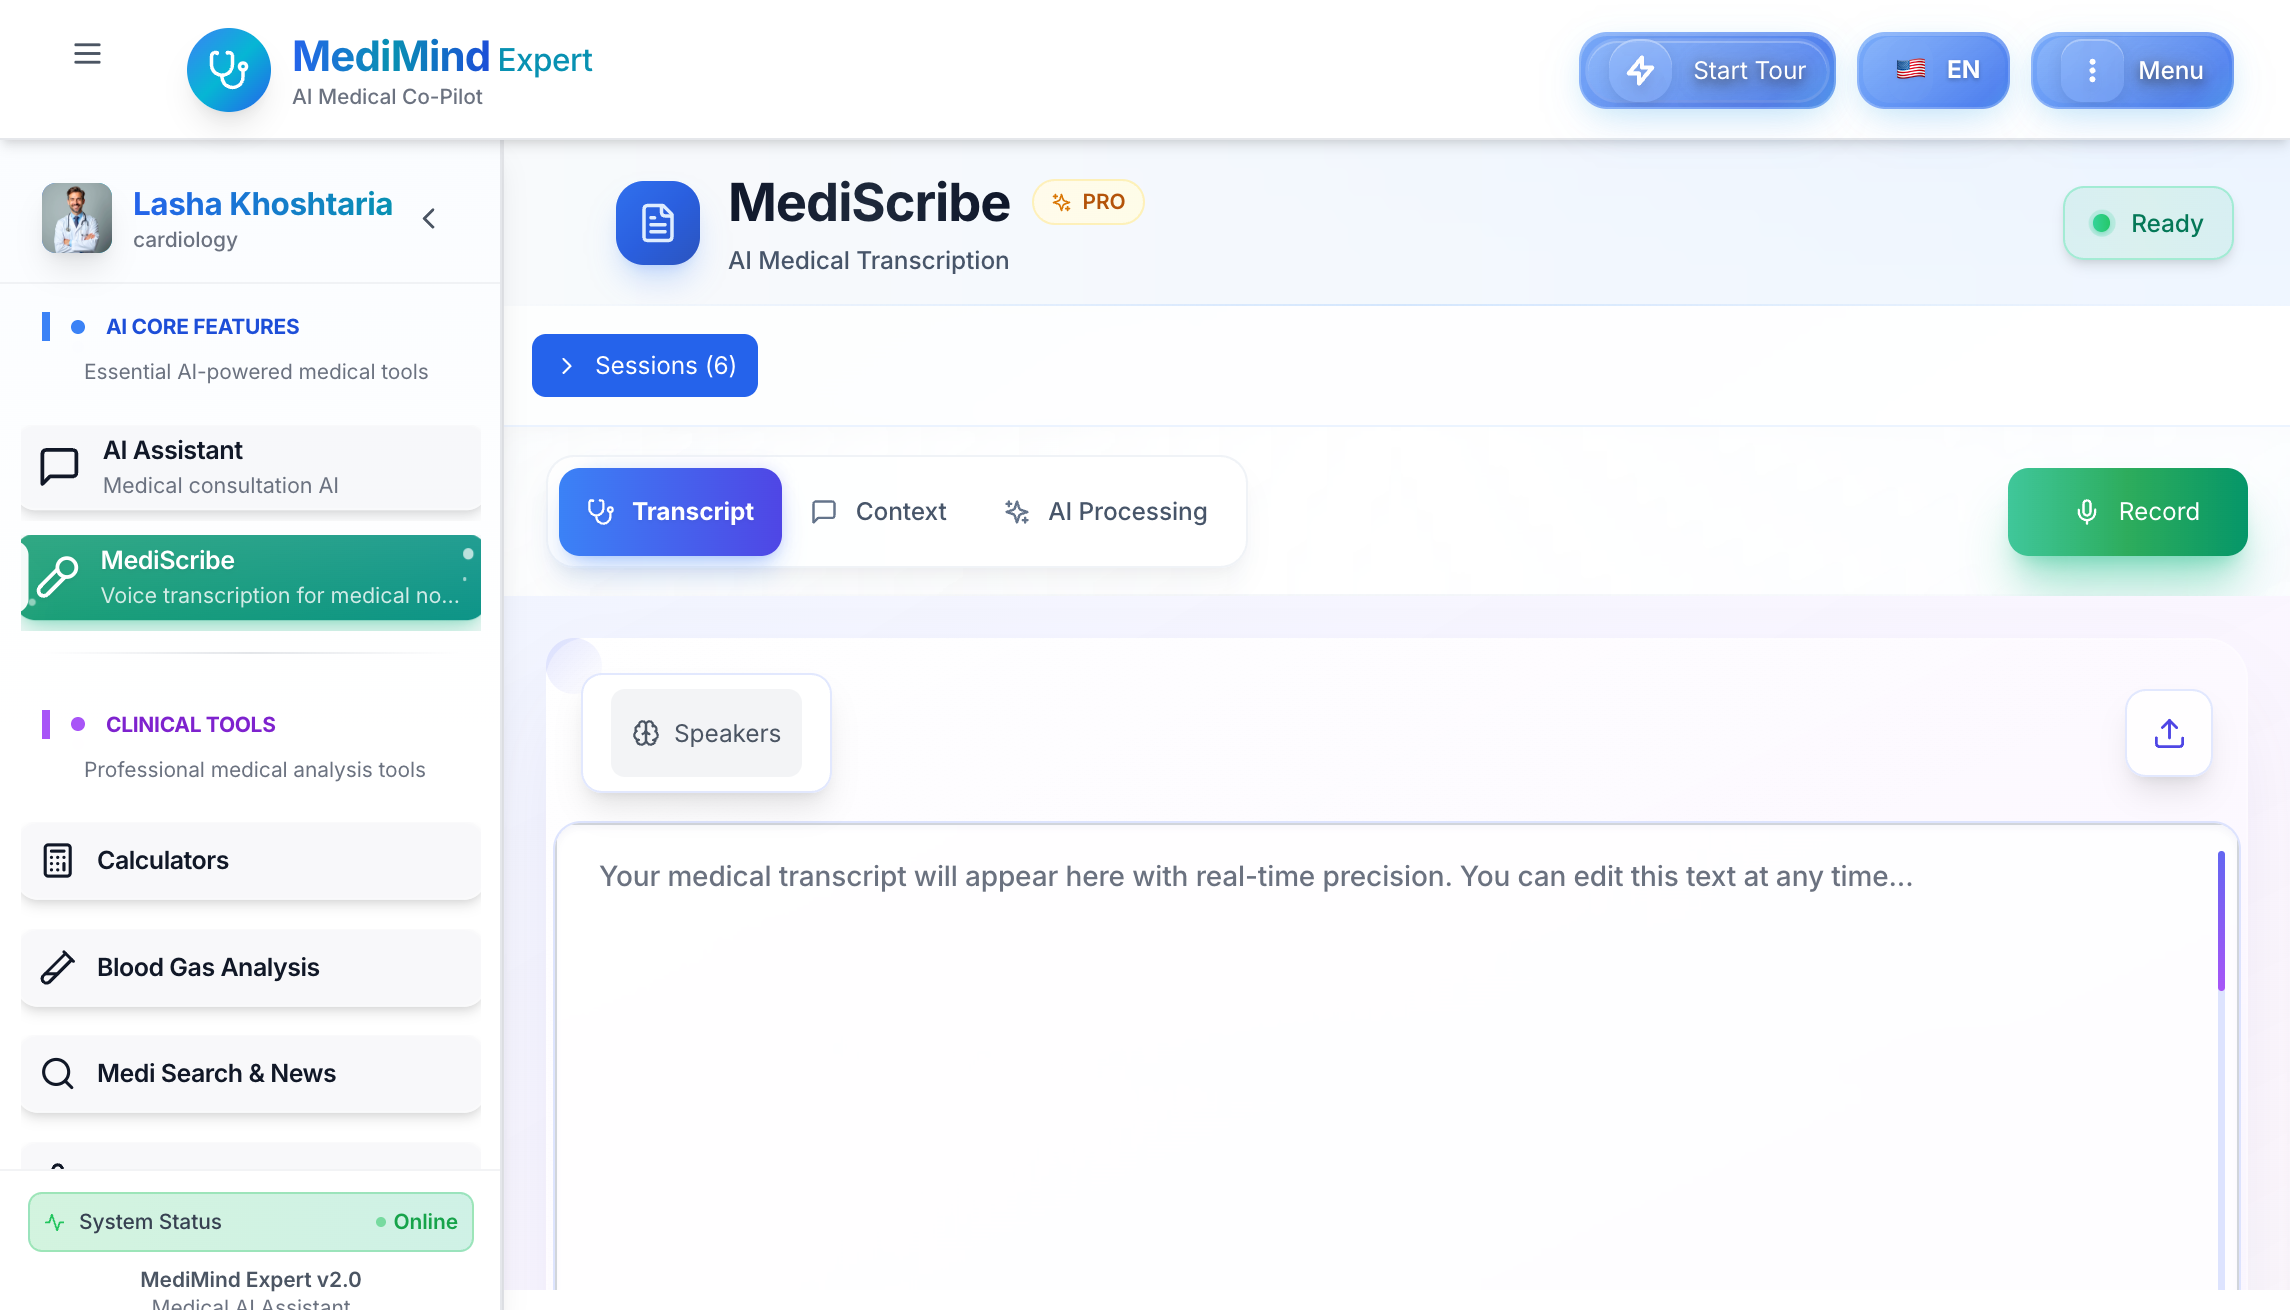 MediMind Expert
AI Medical Co-Pilot
Start Tour
EN
Menu
Lasha Khoshtaria
cardiology
AI CORE FEATURES
Essential AI-powered medical tools
AI Assistant
Medical consultation AI
MediScribe
Voice transcription for medical no...
CLINICAL TOOLS
Professional medical analysis tools
Calculators
Blood Gas Analysis
Medi Search & News
System Status
Online
MediMind Expert v2.0
Medical AI Assistant
MediScribe
PRO
AI Medical Transcription
Ready
Sessions (6)
Transcript
Context
AI Processing
Record
Speakers
Your medical transcript will appear here with real-time precision. You can edit this text at any time...